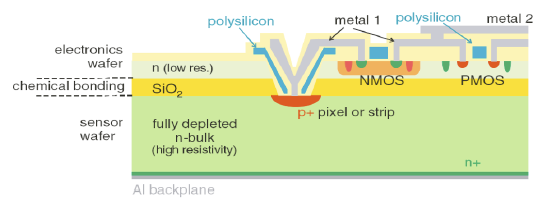 polysilicon
metal 1
polysilicon
metal 2
electronics
wafer
n (low res.)
NMOS
PMOS
chemical bonding
SiO2
p+ pixel or strip
sensor
wafer
fully depleted
n-bulk
(high resistivity)
n+
Al backplane